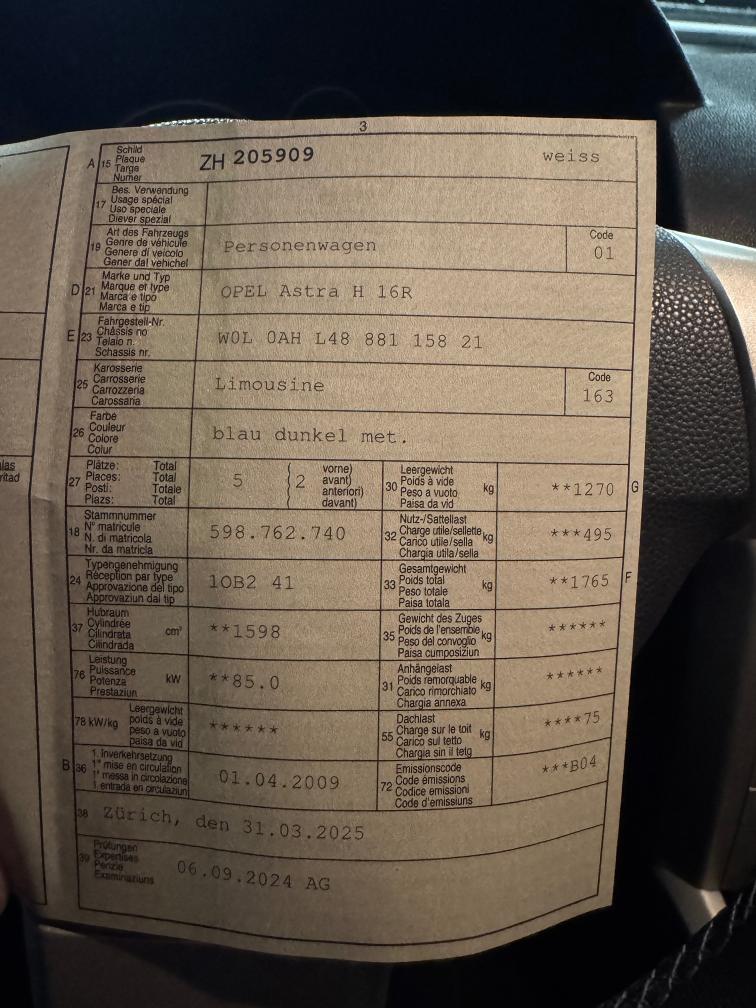 3
A 15 Schild
Plaque
Targa
Numer
ZH 205909 weiss
17 Bes. Verwendung
Usage spécial
Uso speciale
Diever spezial
19 Art des Fahrzeugs
Genre de véhicule
Genere di veicolo
Gener dal vehichel
Personenwagen
Code
01
D 21 Marke und Typ
Marque et type
Marca e tipo
Marca e tip
OPEL Astra H 16R
E 23 Fahrgestell-Nr.
Châssis no
Telaio n.
Schassis nr.
W0L 0AH L48 881 158 21
25 Karosserie
Carrosserie
Carrozzeria
Carossaria
Limousine
Code
163
26 Farbe
Couleur
Colore
Colur
blau dunkel met.
27 Plätze: Total
Places: Total
Posti: Totale
Plazs: Total
5 2 vorne)
avant)
anteriori)
davant)
30 Leergewicht
Poids à vide
Peso a vuoto
Paisa da vid
kg **1270 G
18 Stammnummer
N° matricule
N. di matricola
Nr. da matricla
598.762.740
32 Nutz-/Sattellast
Charge utile/sellette
Carico utile/sella
Chargia utila/sella
kg ***495
24 Typengenehmigung
Réception par type
Approvazione del tipo
Approvaziun dal tip
1OB2 41
33 Gesamtgewicht
Poids total
Peso totale
Paisa totala
kg **1765 F
37 Hubraum
Cylindrée
Cilindrata
Cilindrada
cm³ **1598
35 Gewicht des Zuges
Poids de l'ensemble
Peso del convoglio
Paisa cumposiziun
kg ******
76 Leistung
Puissance
Potenza
Prestaziun
kW **85.0
31 Anhängelast
Poids remorquable
Carico rimorchiato
Chargia annexa
kg ******
78 kW/kg Leergewicht
poids à vide
peso a vuoto
paisa da vid
******
55 Dachlast
Charge sur le toit
Carico sul tetto
Chargia sin il tetg
kg ****75
B 36 1. Inverkehrsetzung
1re mise en circulation
1a messa in circolazione
1. entrada en circulaziun
01.04.2009
72 Emissionscode
Code émissions
Codice emissioni
Code d'emissiuns
***B04
38 Zürich, den 31.03.2025
39 Prüfungen
Expertises
Perizie
Examinaziuns
06.09.2024 AG